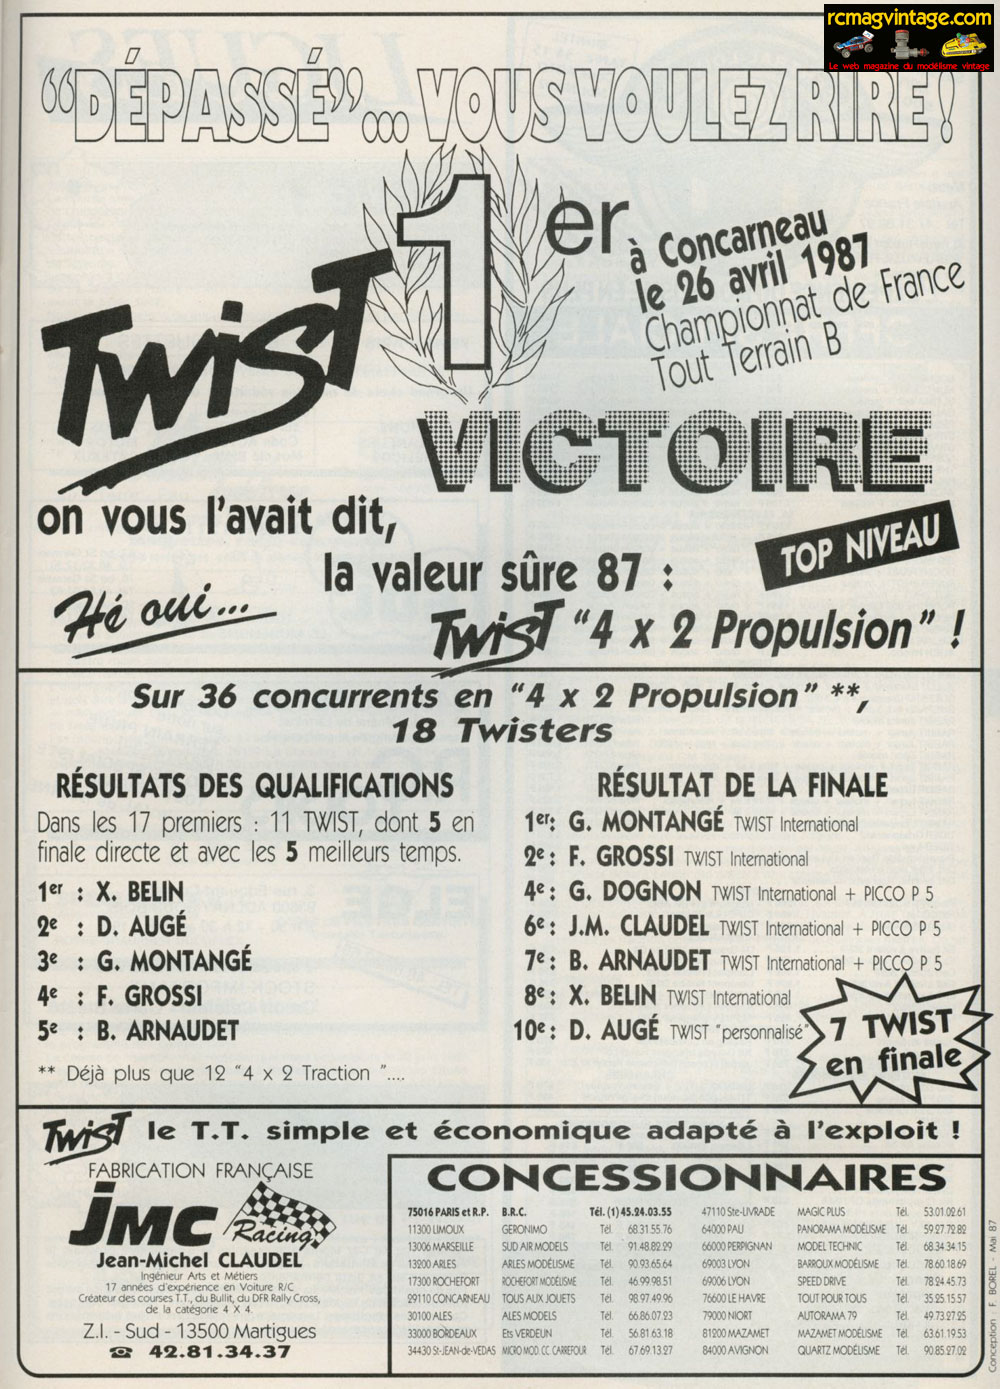 rcmagvintage.com
Le web magazine du modélisme vintage
“DÉPASSÉ”... VOUS VOULEZ RIRE !
1er
à Concarneau
le 26 avril 1987
Championnat de France
Tout Terrain B
TWIST
VICTOIRE
on vous l'avait dit,
TOP NIVEAU
la valeur sûre 87 :
Hé oui...
TWIST “4 x 2 Propulsion” !
Sur 36 concurrents en “4 x 2 Propulsion” **,
18 Twisters
RÉSULTATS DES QUALIFICATIONS
Dans les 17 premiers : 11 TWIST, dont 5 en
finale directe et avec les 5 meilleurs temps.
1er : X. BELIN
2e : D. AUGÉ
3e : G. MONTANGÉ
4e : F. GROSSI
5e : B. ARNAUDET
** Déjà plus que 12 “4 x 2 Traction ”....
RÉSULTAT DE LA FINALE
1er: G. MONTANGÉ TWIST International
2e : F. GROSSI TWIST International
4e : G. DOGNON TWIST International + PICCO P 5
6e : J.M. CLAUDEL TWIST International + PICCO P 5
7e : B. ARNAUDET TWIST International + PICCO P 5
8e : X. BELIN TWIST International
10e : D. AUGÉ TWIST “personnalisé”
7 TWIST
en finale
TWIST le T.T. simple et économique adapté à l'exploit !
FABRICATION FRANÇAISE
JMC Racing
Jean-Michel CLAUDEL
Ingénieur Arts et Métiers
17 années d'expérience en Voiture R/C
Créateur des courses T.T., du Bullit, du DFR Rally Cross,
de la catégorie 4 X 4.
Z.I. - Sud - 13500 Martigues
☎ 42.81.34.37
CONCESSIONNAIRES
75016 PARIS et R.P. B.R.C. Tél. (1) 45.24.03.55
11300 LIMOUX GERONIMO Tél. 68.31.55.76
13006 MARSEILLE SUD AIR MODELS Tél. 91.48.82.29
13200 ARLES ARLES MODÉLISME Tél. 90.93.65.64
17300 ROCHEFORT ROCHEFORT MODÉLISME Tél. 46.99.98.51
29110 CONCARNEAU TOUS AUX JOUETS Tél. 98.97.49.96
30100 ALES ALES MODELS Tél. 66.86.07.23
33000 BORDEAUX Ets VERDEUN Tél. 56.81.63.18
34430 St-JEAN-de-VEDAS MICRO MOD. CC CARREFOUR Tél. 67.69.13.27
47110 Ste-LIVRADE MAGIC PLUS Tél. 53.01.02.61
64000 PAU PANORAMA MODÉLISME Tél. 59.27.72.82
66000 PERPIGNAN MODEL TECHNIC Tél. 68.34.34.15
69003 LYON BARROUX MODÉLISME Tél. 78.60.18.69
69006 LYON SPEED DRIVE Tél. 78.24.45.73
76600 LE HAVRE TOUT POUR TOUS Tél. 35.25.15.57
79000 NIORT AUTORAMA 79 Tél. 49.73.27.25
81200 MAZAMET MAZAMET MODÉLISME Tél. 63.61.19.53
84000 AVIGNON QUARTZ MODÉLISME Tél. 90.85.27.02
Conception : F. BOREL - Mai 87